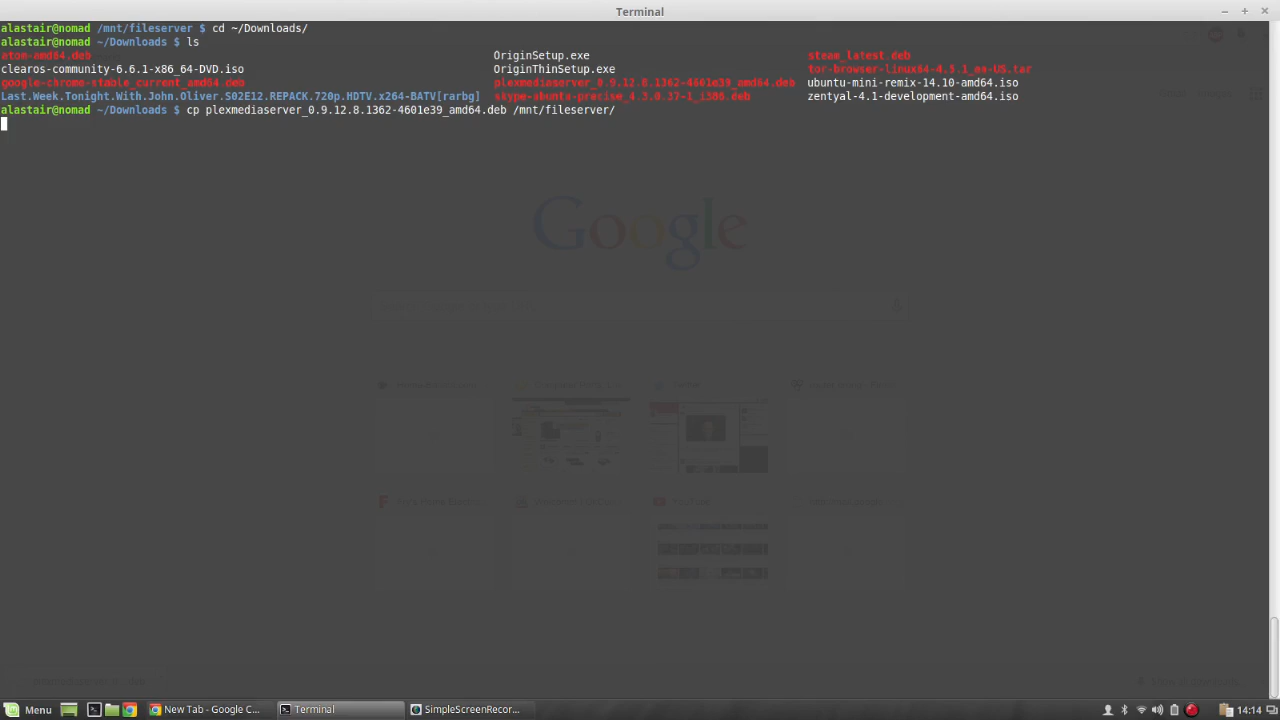 Terminal
alastair@nomad /mnt/fileserver $ cd ~/Downloads/
alastair@nomad ~/Downloads $ ls
atom-amd64.deb OriginSetup.exe steam_latest.deb
clearos-community-6.6.1-x86_64-DVD.iso OriginThinSetup.exe tor-browser-linux64-4.5.1_en-US.tar
google-chrome-stable_current_amd64.deb plexmediaserver_0.9.12.8.1362-4601e39_amd64.deb ubuntu-mini-remix-14.10-amd64.iso
Last.Week.Tonight.With.John.Oliver.S02E12.REPACK.720p.HDTV.x264-BATV[rarbg] skype-ubuntu-precise_4.3.0.37-1_i386.deb zentyal-4.1-development-amd64.iso
alastair@nomad ~/Downloads $ cp plexmediaserver_0.9.12.8.1362-4601e39_amd64.deb /mnt/fileserver/
Google
Twitter
YouTube
Menu New Tab - Google C... Terminal SimpleScreenRecor... 14:14